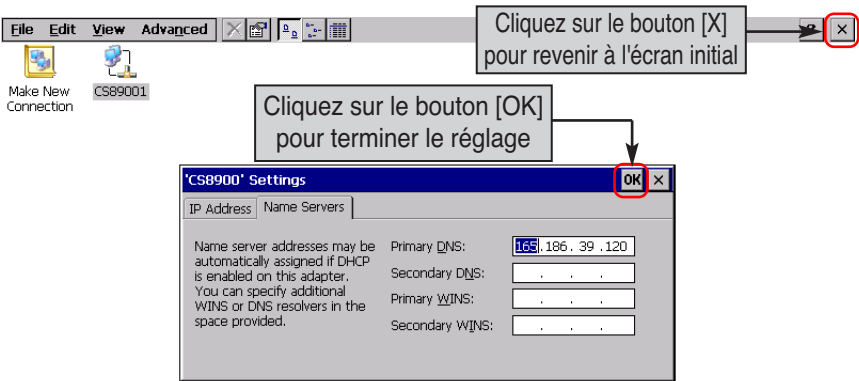 File Edit View Advanced
Cliquez sur le bouton [X]
pour revenir à l'écran initial
Make New
Connection
CS89001
Cliquez sur le bouton [OK]
pour terminer le réglage
'CS8900' Settings
OK
IP Address Name Servers
Name server addresses may be
automatically assigned if DHCP
is enabled on this adapter.
You can specify additional
WINS or DNS resolvers in the
space provided.
Primary DNS: 165.186. 39 .120
Secondary DNS: . . .
Primary WINS: . . .
Secondary WINS: . . .